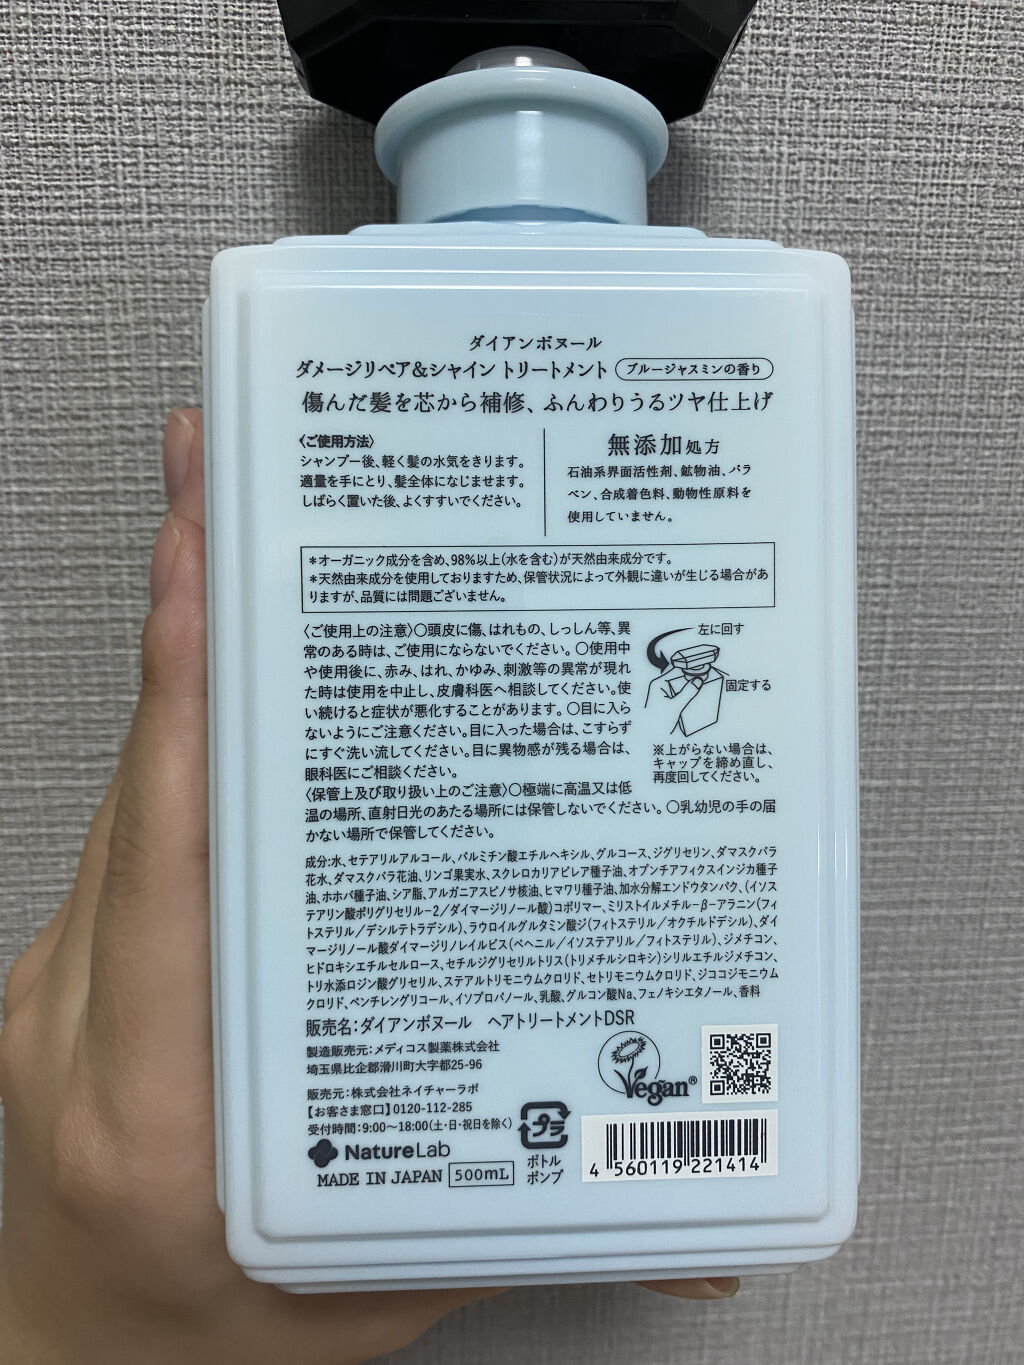 ダイアンボヌール
ダメージリペア&シャイン トリートメント ブルージャスミンの香り
傷んだ髪を芯から補修、ふんわりうるツヤ仕上げ
〈ご使用方法〉
シャンプー後、軽く髪の水気をきります。
適量を手にとり、髪全体になじませます。
しばらく置いた後、よくすすいでください。
無添加処方
石油系界面活性剤、鉱物油、パラ
ベン、合成着色料、動物性原料を
使用していません。
*オーガニック成分を含め、98%以上(水を含む)が天然由来成分です。
*天然由来成分を使用しておりますため、保管状況によって外観に違いが生じる場合があ
りますが、品質には問題ございません。
〈ご使用上の注意〉○頭皮に傷、はれもの、しっしん等、異
常のある時は、ご使用にならないでください。○使用中
や使用後に、赤み、はれ、かゆみ、刺激等の異常が現れ
た時は使用を中止し、皮膚科医へ相談してください。使
い続けると症状が悪化することがあります。○目に入ら
ないようにご注意ください。目に入った場合は、こすらず
にすぐ洗い流してください。目に異物感が残る場合は、
眼科医にご相談ください。
〈保管上及び取り扱い上のご注意〉○極端に高温又は低
温の場所、直射日光のあたる場所には保管しないでください。○乳幼児の手の届
かない場所で保管してください。
左に回す
固定する
※上がらない場合は、
キャップを締め直し、
再度回してください。
成分:水、セテアリルアルコール、パルミチン酸エチルヘキシル、グルコース、ジグリセリン、ダマスクバラ
花水、ダマスクバラ花油、リンゴ果実水、スクレロカリアビレア種子油、オプンチアフィクスインジカ種子
油、ホホバ種子油、シア脂、アルガニアスピノサ核油、ヒマワリ種子油、加水分解エンドウタンパク、(イソス
テアリン酸ポリグリセリル-2/ダイマージリノール酸)コポリマー、ミリストイルメチル-β-アラニン(フィ
トステリル/デシルテトラデシル)、ラウロイルグルタミン酸ジ(フィトステリル/オクチルドデシル)、ダイ
マージリノール酸ダイマージリノレイルビス(ベヘニル/イソステアリル/フィトステリル)、ジメチコン、
ヒドロキシエチルセルロース、セチルジグリセリルトリス(トリメチルシロキシ)シリルエチルジメチコン、
トリ水添ロジン酸グリセリル、ステアルトリモニウムクロリド、セトリモニウムクロリド、ジココジモニウム
クロリド、ペンチレングリコール、イソプロパノール、乳酸、グルコン酸Na、フェノキシエタノール、香料
販売名:ダイアンボヌール ヘアトリートメントDSR
製造販売元:メディコス製薬株式会社
埼玉県比企郡滑川町大字都25-96
販売元:株式会社ネイチャーラボ
【お客さま窓口】0120-112-285
受付時間:9:00〜18:00(土・日・祝日を除く)
NatureLab
MADE IN JAPAN 500mL
プラ
ボトル
ポンプ
Vegan®
4 560119 221414